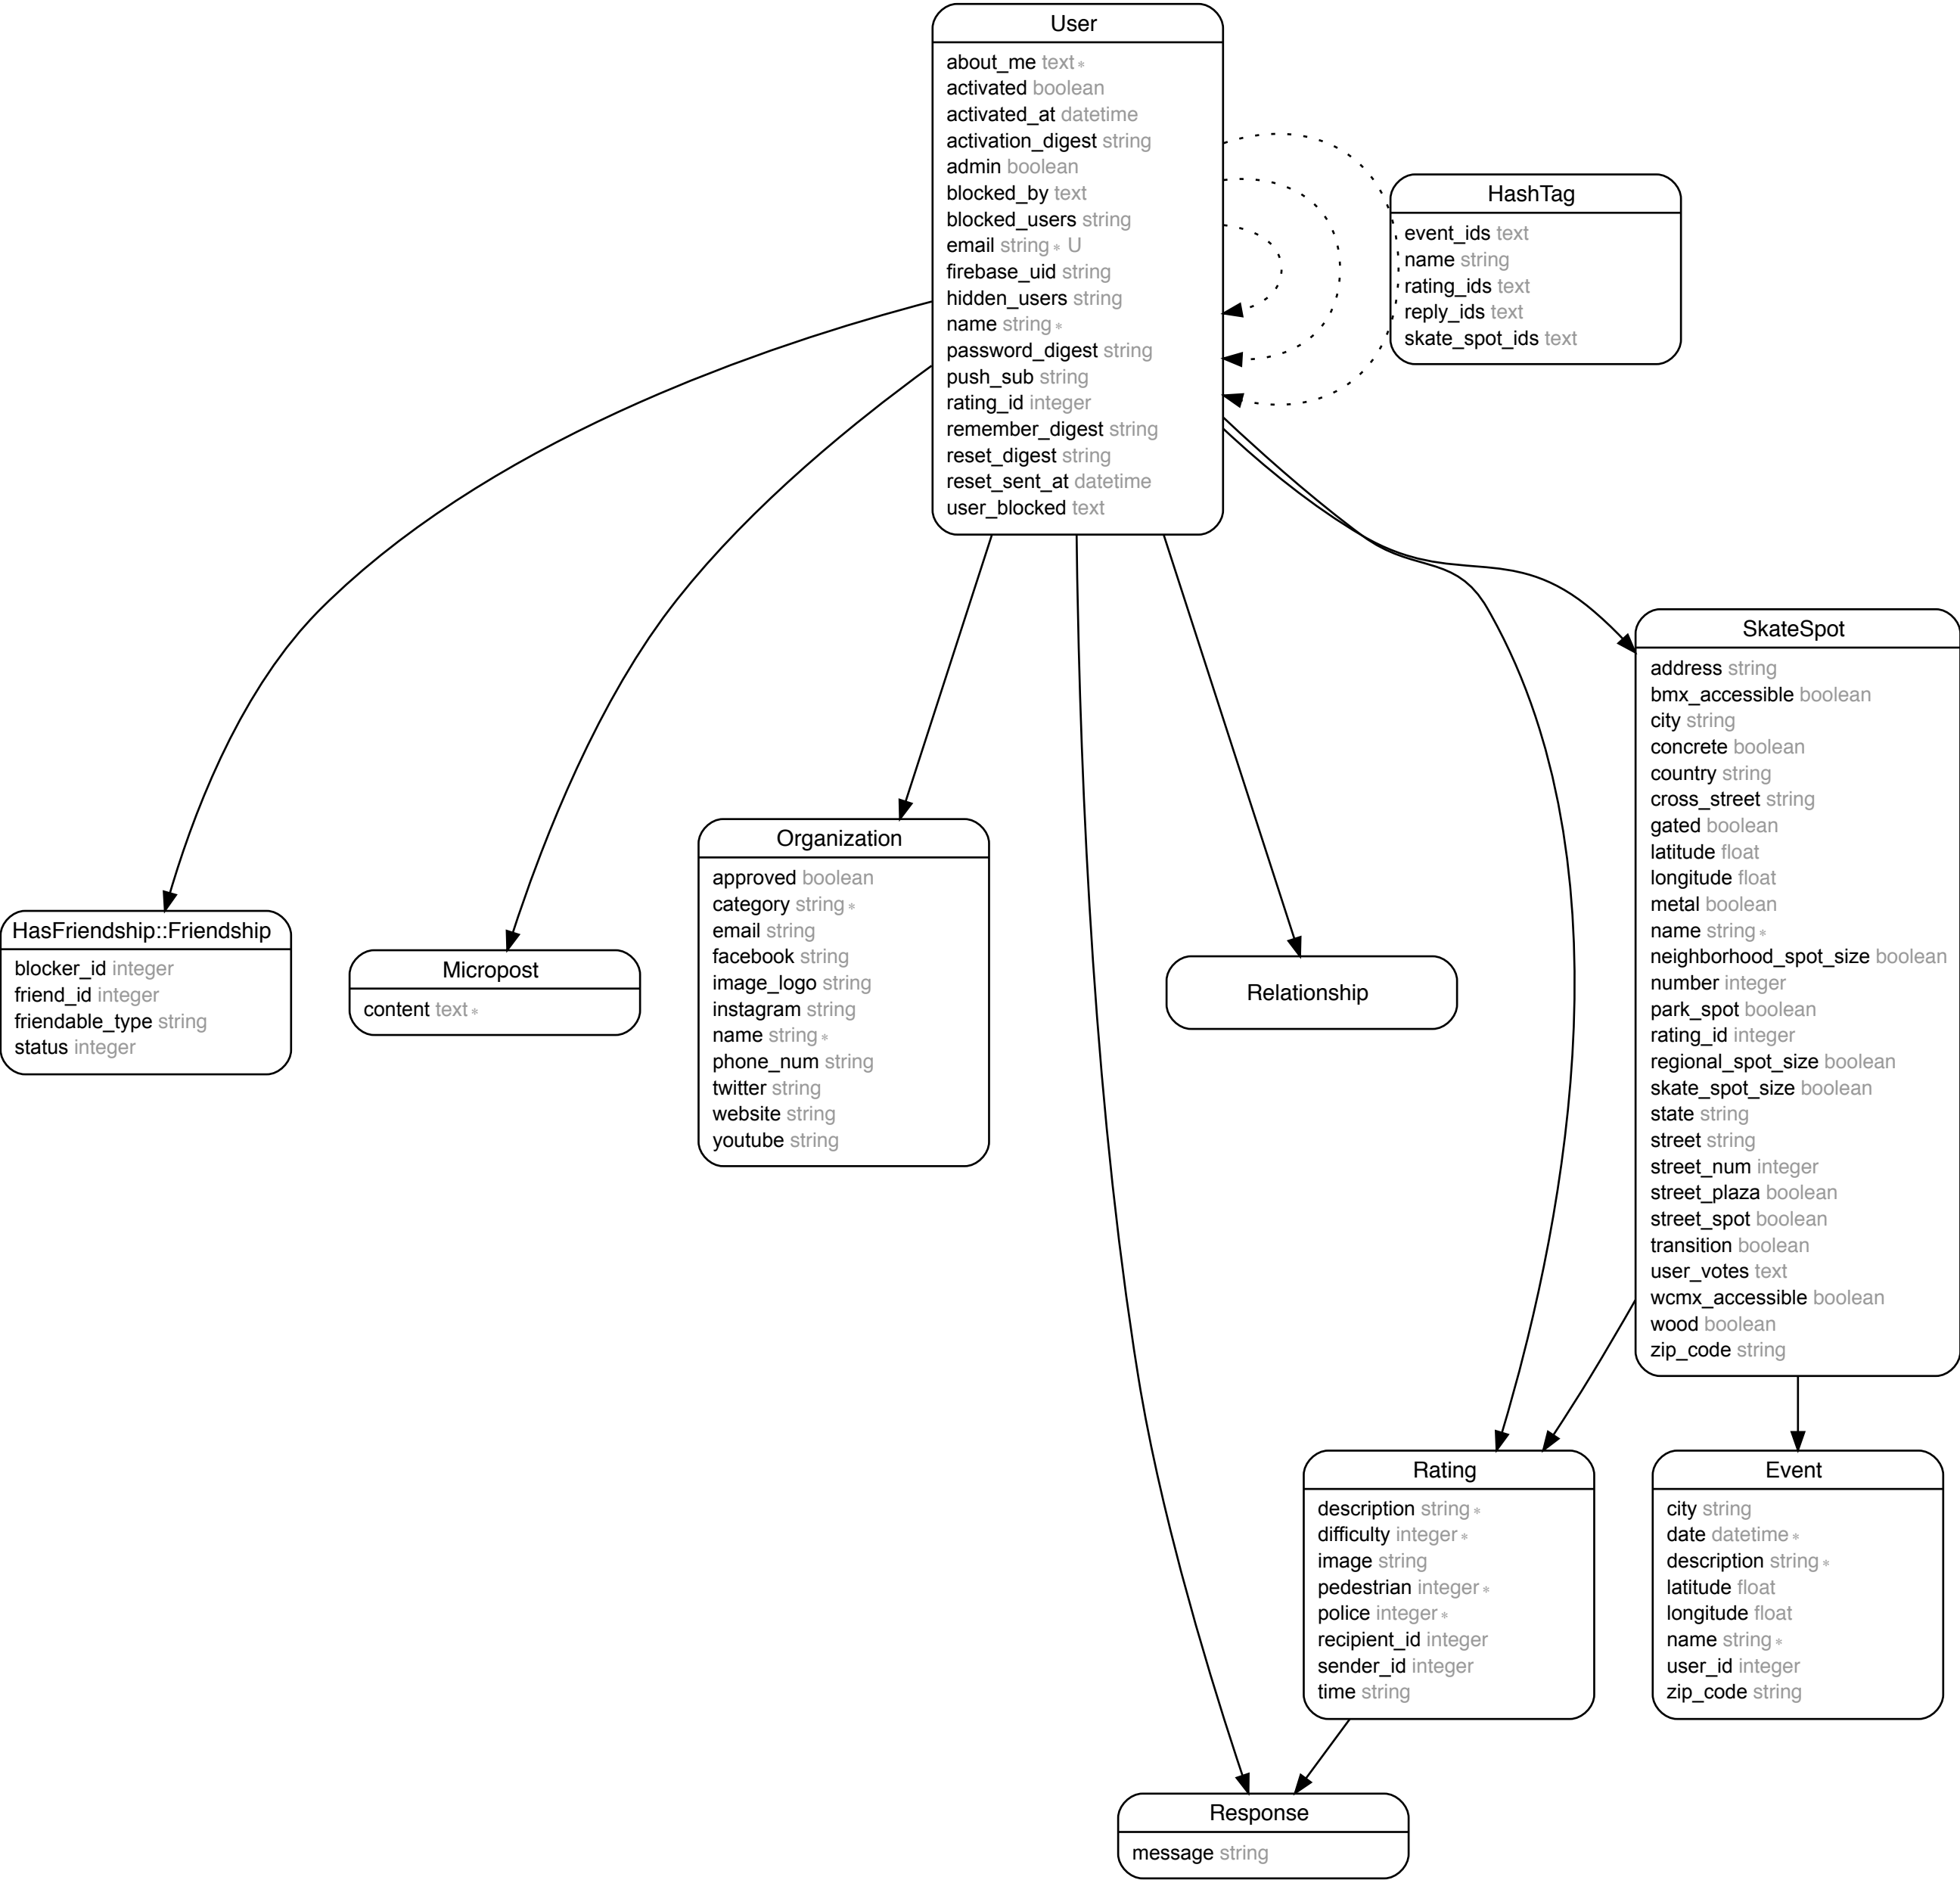 User
about_me text *
activated boolean
activated_at datetime
activation_digest string
admin boolean
blocked_by text
blocked_users string
email string * U
firebase_uid string
hidden_users string
name string *
password_digest string
push_sub string
rating_id integer
remember_digest string
reset_digest string
reset_sent_at datetime
user_blocked text
HashTag
event_ids text
name string
rating_ids text
reply_ids text
skate_spot_ids text
SkateSpot
address string
bmx_accessible boolean
city string
concrete boolean
country string
cross_street string
gated boolean
latitude float
longitude float
metal boolean
name string *
neighborhood_spot_size boolean
number integer
park_spot boolean
rating_id integer
regional_spot_size boolean
skate_spot_size boolean
state string
street string
street_num integer
street_plaza boolean
street_spot boolean
transition boolean
user_votes text
wcmx_accessible boolean
wood boolean
zip_code string
Organization
approved boolean
category string *
email string
facebook string
image_logo string
instagram string
name string *
phone_num string
twitter string
website string
youtube string
HasFriendship::Friendship
blocker_id integer
friend_id integer
friendable_type string
status integer
Micropost
content text *
Relationship
Rating
description string *
difficulty integer *
image string
pedestrian integer *
police integer *
recipient_id integer
sender_id integer
time string
Event
city string
date datetime *
description string *
latitude float
longitude float
name string *
user_id integer
zip_code string
Response
message string